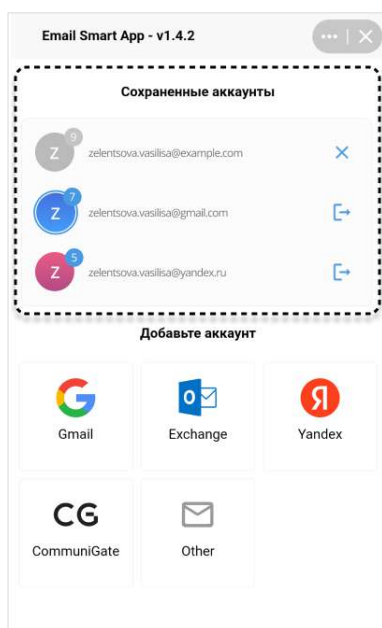 Email Smart App - v1.4.2
Сохраненные аккаунты
9
Z
zelentsova.vasilisa@example.com
7
Z
zelentsova.vasilisa@gmail.com
5
Z
zelentsova.vasilisa@yandex.ru
Добавьте аккаунт
G
Gmail
O
Exchange
Я
Yandex
CG
CommuniGate
Other